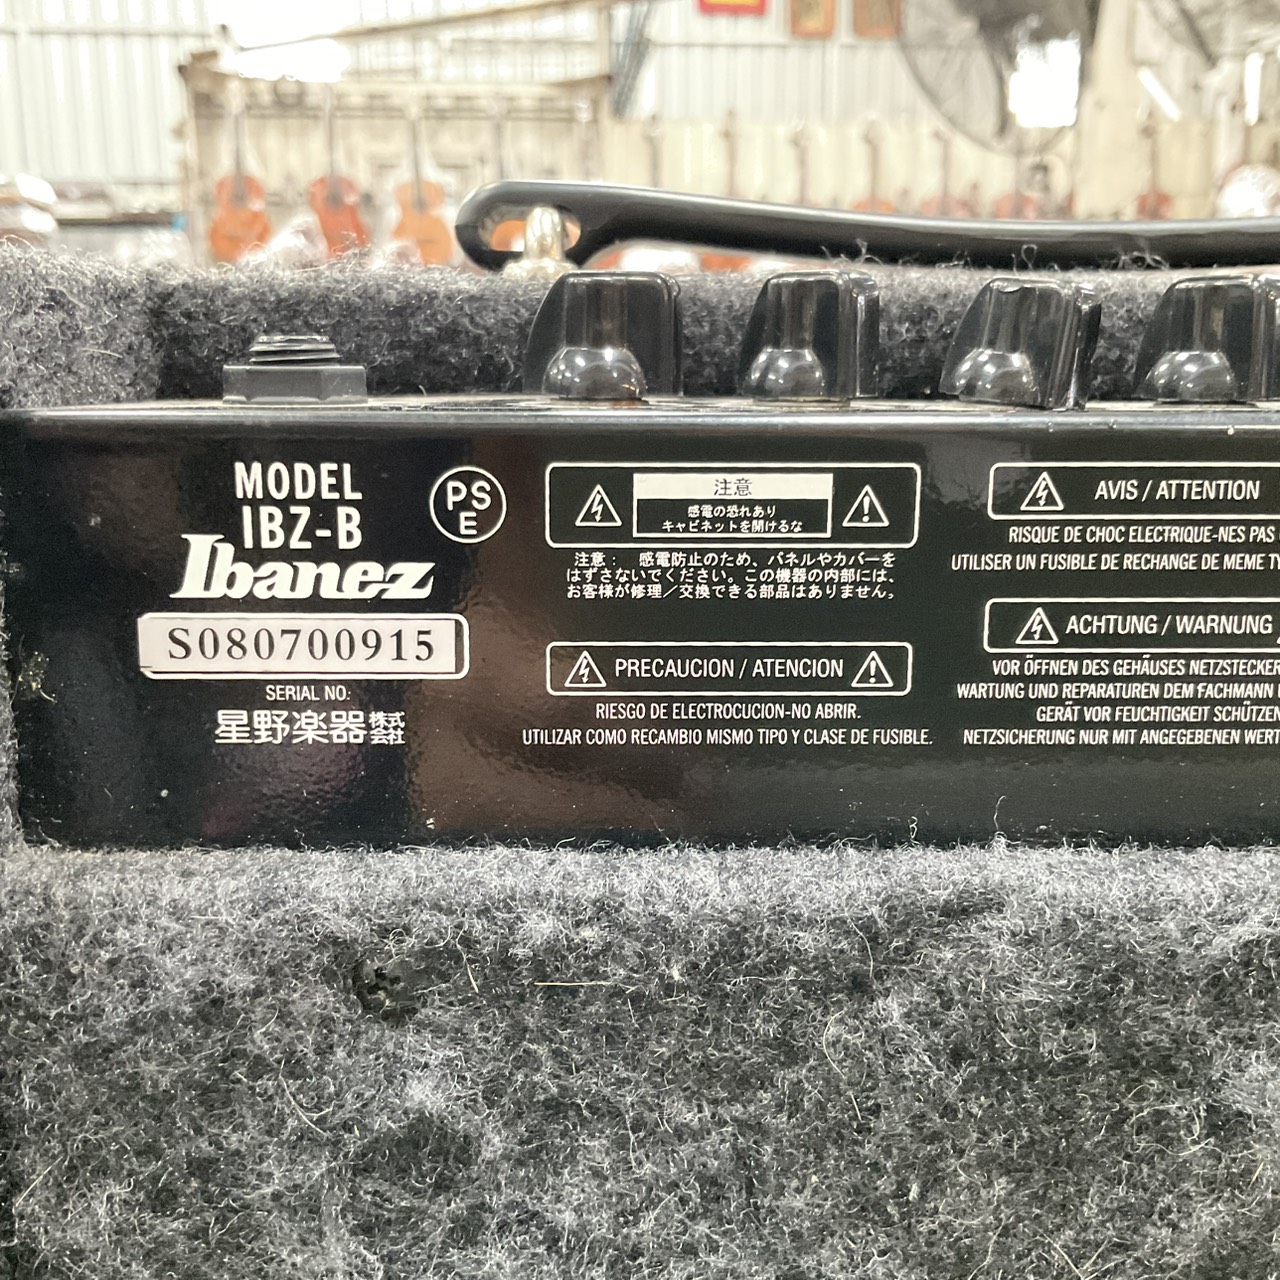 MODEL
IBZ-B
Ibanez
PS
E
S080700915
SERIAL NO.
星野楽器株式会社
注意
感電の恐れあり
キャビネットを開けるな
注意： 感電防止のため、パネルやカバーを
はずさないでください。この機器の内部には、
お客様が修理／交換できる部品はありません。
PRECAUCION / ATENCION
RIESGO DE ELECTROCUCION-NO ABRIR.
UTILIZAR COMO RECAMBIO MISMO TIPO Y CLASE DE FUSIBLE.
AVIS / ATTENTION
RISQUE DE CHOC ELECTRIQUE-NES PAS
UTILISER UN FUSIBLE DE RECHANGE DE MEME
ACHTUNG / WARNUNG
VOR ÖFFNEN DES GEHÄUSES NETZSTECKER
WARTUNG UND REPARATUREN DEM FACHMANN
GERÄT VOR FEUCHTIGKEIT SCHÜTZEN
NETZSICHERUNG NUR MIT ANGEGEBENEN WERT